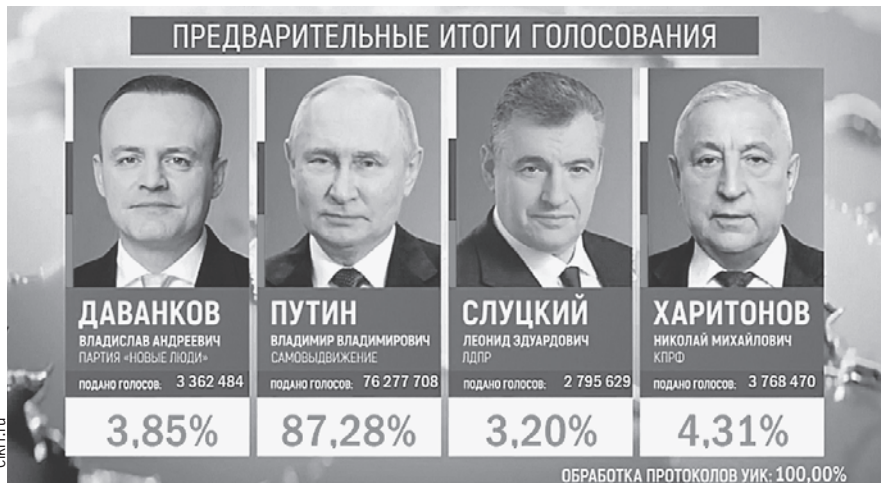 ПРЕДВАРИТЕЛЬНЫЕ ИТОГИ ГОЛОСОВАНИЯ
ДАВАНКОВ
ВЛАДИСЛАВ АНДРЕЕВИЧ
ПАРТИЯ «НОВЫЕ ЛЮДИ»
ПОДАНО ГОЛОСОВ: 3 362 484
3,85%
ПУТИН
ВЛАДИМИР ВЛАДИМИРОВИЧ
САМОВЫДВИЖЕНИЕ
ПОДАНО ГОЛОСОВ: 76 277 708
87,28%
СЛУЦКИЙ
ЛЕОНИД ЭДУАРДОВИЧ
ЛДПР
ПОДАНО ГОЛОСОВ: 2 795 629
3,20%
ХАРИТОНОВ
НИКОЛАЙ МИХАЙЛОВИЧ
КПРФ
ПОДАНО ГОЛОСОВ: 3 768 470
4,31%
ОБРАБОТКА ПРОТОКОЛОВ УИК: 100,00%